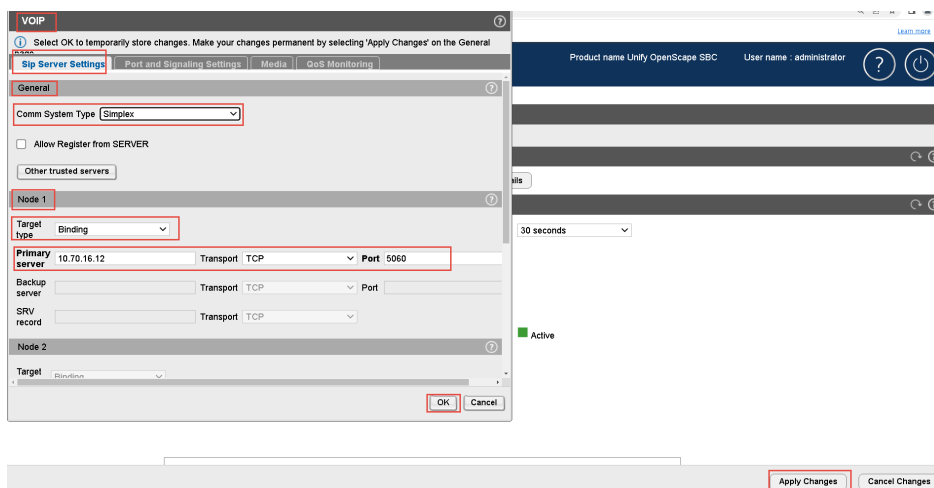 VOIP
Select OK to temporarily store changes. Make your changes permanent by selecting 'Apply Changes' on the General
Sip Server Settings Port and Signaling Settings Media QoS Monitoring
General
Comm System Type Simplex
Allow Register from SERVER
Other trusted servers
Node 1
Target type Binding
Primary server 10.70.16.12 Transport TCP Port 5060
Backup server Transport TCP Port
SRV record Transport TCP
Node 2
Target Binding
OK Cancel
Learn more
Product name Unify OpenScape SBC User name : administrator
30 seconds
Active
Apply Changes Cancel Changes